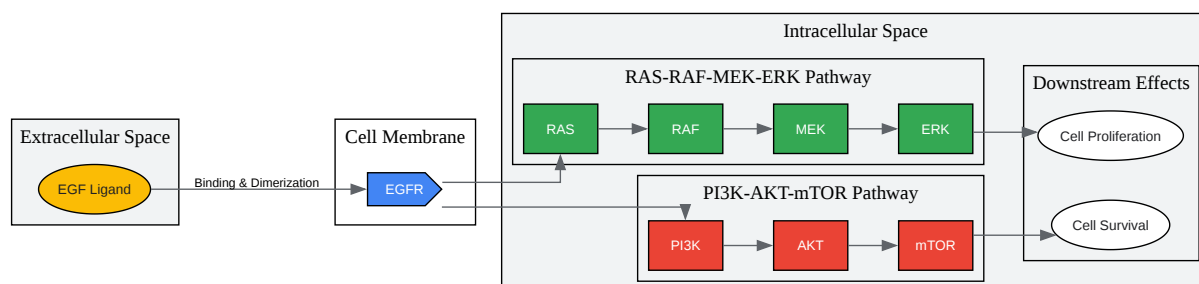 Intracellular Space
RAS-RAF-MEK-ERK Pathway
Downstream Effects
RAS
RAF
MEK
ERK
Cell Proliferation
Extracellular Space
Cell Membrane
EGF Ligand
Binding & Dimerization
EGFR
PI3K-AKT-mTOR Pathway
PI3K
AKT
mTOR
Cell Survival